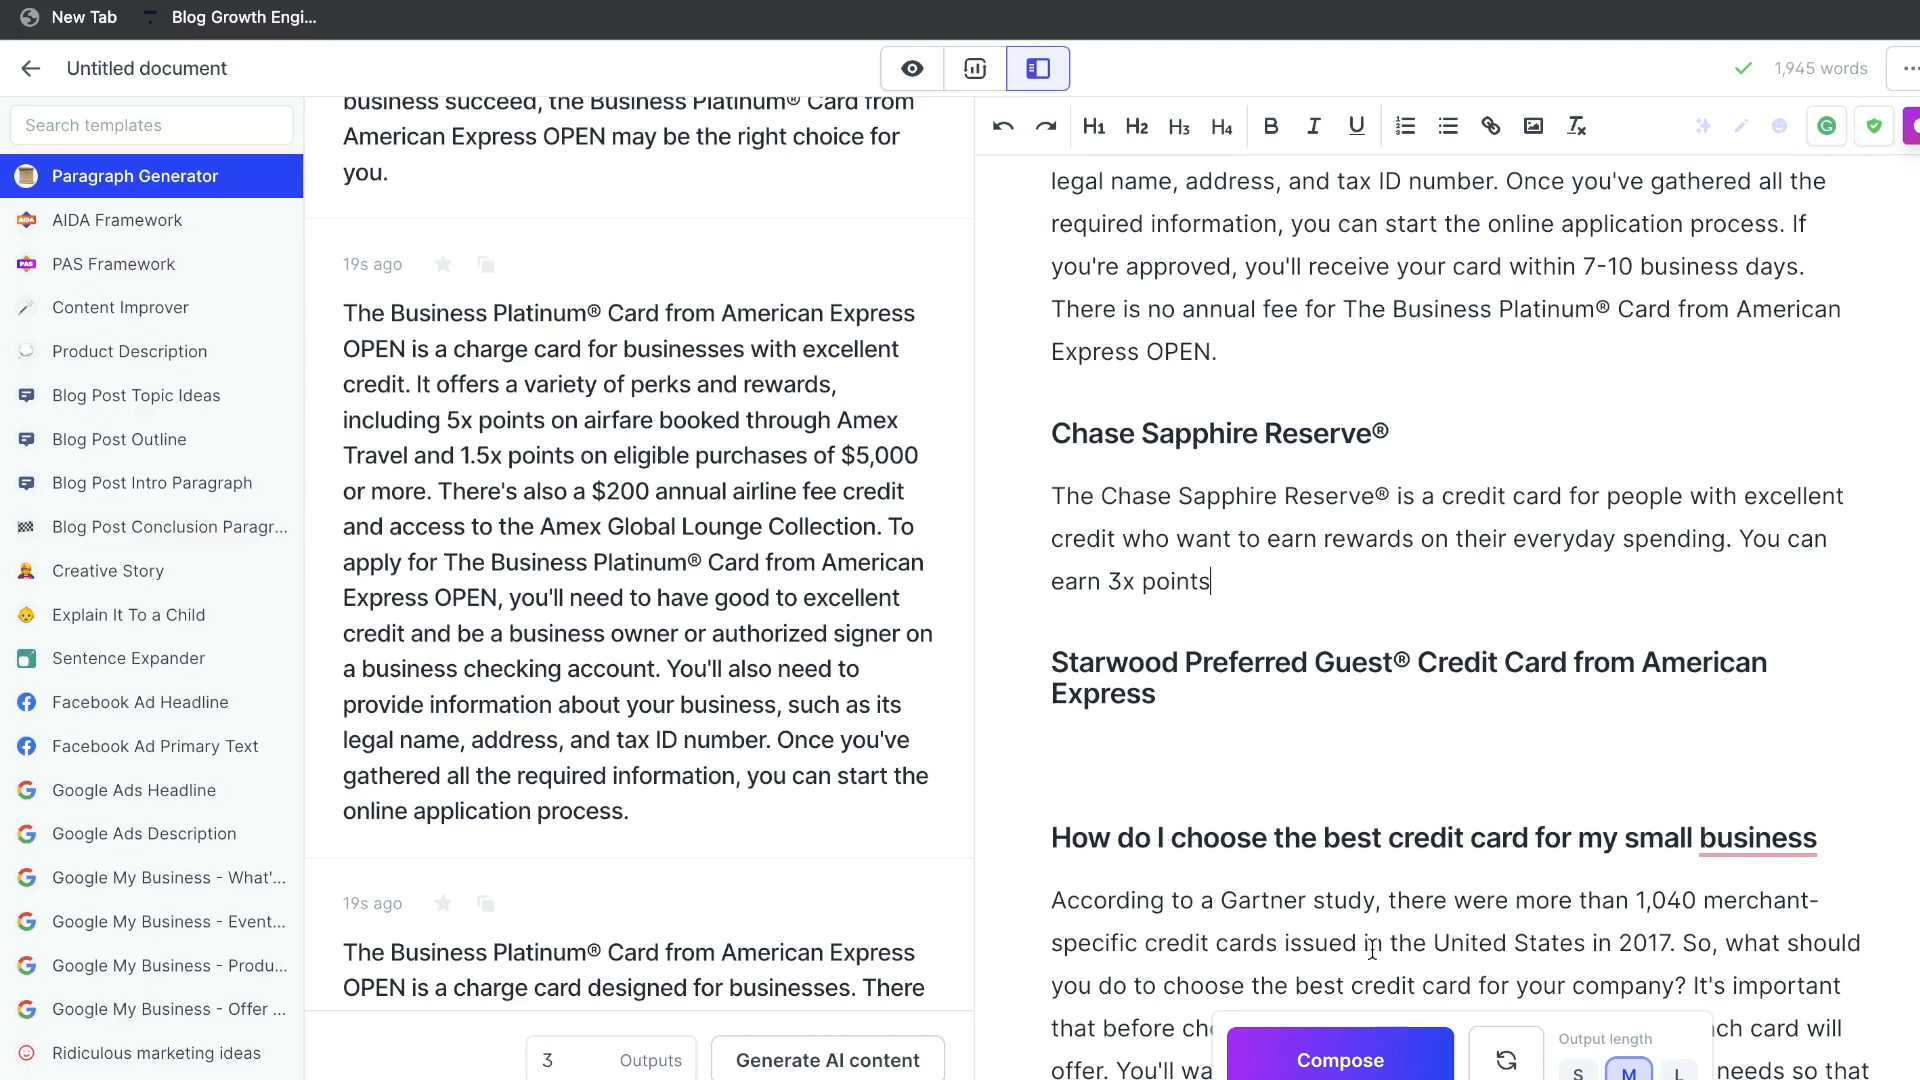 New Tab
Blog Growth Engi...
Untitled document
1,945 words
Search templates
Paragraph Generator
AIDA Framework
PAS Framework
Content Improver
Product Description
Blog Post Topic Ideas
Blog Post Outline
Blog Post Intro Paragraph
Blog Post Conclusion Paragr...
Creative Story
Explain It To a Child
Sentence Expander
Facebook Ad Headline
Facebook Ad Primary Text
Google Ads Headline
Google Ads Description
Google My Business - What'...
Google My Business - Event...
Google My Business - Produ...
Google My Business - Offer ...
Ridiculous marketing ideas
business succeed, the Business Platinum® Card from
American Express OPEN may be the right choice for
you.
19s ago
The Business Platinum® Card from American Express
OPEN is a charge card for businesses with excellent
credit. It offers a variety of perks and rewards,
including 5x points on airfare booked through Amex
Travel and 1.5x points on eligible purchases of $5,000
or more. There's also a $200 annual airline fee credit
and access to the Amex Global Lounge Collection. To
apply for The Business Platinum® Card from American
Express OPEN, you'll need to have good to excellent
credit and be a business owner or authorized signer on
a business checking account. You'll also need to
provide information about your business, such as its
legal name, address, and tax ID number. Once you've
gathered all the required information, you can start the
online application process.
19s ago
The Business Platinum® Card from American Express
OPEN is a charge card designed for businesses. There
3 Outputs
Generate AI content
H1 H2 H3 H4 B I U
legal name, address, and tax ID number. Once you've gathered all the
required information, you can start the online application process. If
you're approved, you'll receive your card within 7-10 business days.
There is no annual fee for The Business Platinum® Card from American
Express OPEN.
Chase Sapphire Reserve®
The Chase Sapphire Reserve® is a credit card for people with excellent
credit who want to earn rewards on their everyday spending. You can
earn 3x points
Starwood Preferred Guest® Credit Card from American
Express
How do I choose the best credit card for my small business
According to a Gartner study, there were more than 1,040 merchant-
specific credit cards issued in the United States in 2017. So, what should
you do to choose the best credit card for your company? It's important
that before ch
ch card will
offer. You'll wa
needs so that
Compose
Output length
S M L